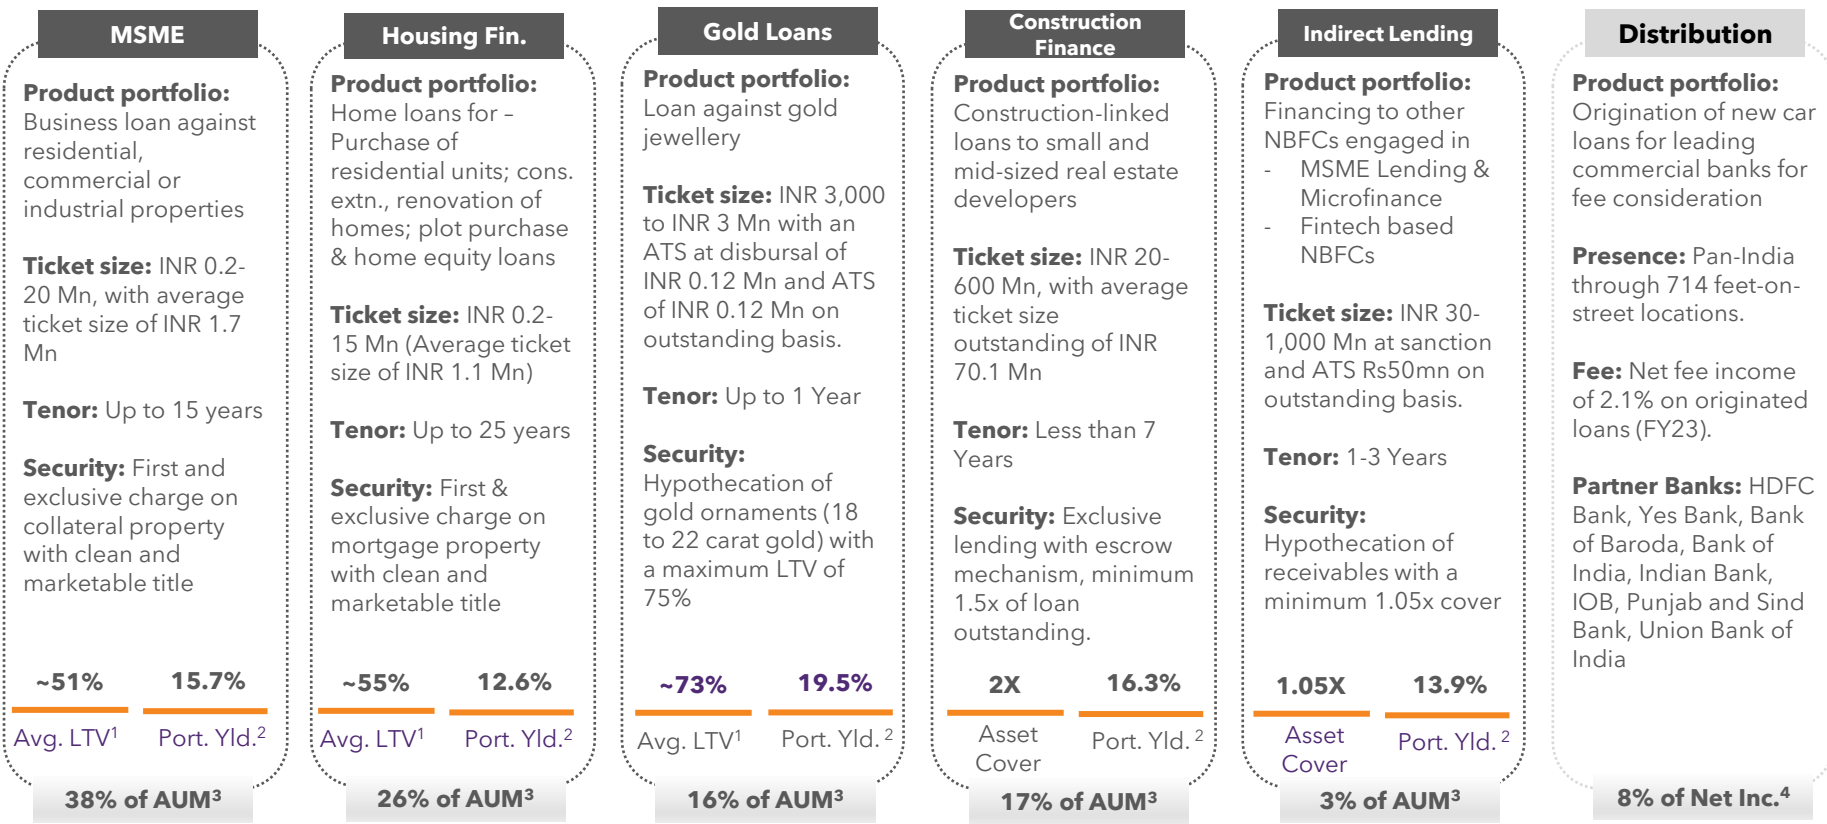 MSME
Product portfolio:
Business loan against
residential,
commercial or
industrial properties
Ticket size: INR 0.2-
20 Mn, with average
ticket size of INR 1.7
Mn
Tenor: Up to 15 years
Security: First and
exclusive charge on
collateral property
with clean and
marketable title
~51% 15.7%
Avg. LTV1 Port. Yld.2
38% of AUM3
Housing Fin.
Product portfolio:
Home loans for –
Purchase of
residential units; cons.
extn., renovation of
homes; plot purchase
& home equity loans
Ticket size: INR 0.2-
15 Mn (Average ticket
size of INR 1.1 Mn)
Tenor: Up to 25 years
Security: First &
exclusive charge on
mortgage property
with clean and
marketable title
~55% 12.6%
Avg. LTV1 Port. Yld.2
26% of AUM3
Gold Loans
Product portfolio:
Loan against gold
jewellery
Ticket size: INR 3,000
to INR 3 Mn with an
ATS at disbursal of
INR 0.12 Mn and ATS
of INR 0.12 Mn on
outstanding basis.
Tenor: Up to 1 Year
Security:
Hypothecation of
gold ornaments (18
to 22 carat gold) with
a maximum LTV of
75%
~73% 19.5%
Avg. LTV1 Port. Yld. 2
16% of AUM3
Construction
Finance
Product portfolio:
Construction-linked
loans to small and
mid-sized real estate
developers
Ticket size: INR 20-
600 Mn, with average
ticket size
outstanding of INR
70.1 Mn
Tenor: Less than 7
Years
Security: Exclusive
lending with escrow
mechanism, minimum
1.5x of loan
outstanding.
2X 16.3%
Asset
Cover
Port. Yld. 2
17% of AUM3
Indirect Lending
Product portfolio:
Financing to other
NBFCs engaged in
- MSME Lending &
Microfinance
- Fintech based
NBFCs
Ticket size: INR 30-
1,000 Mn at sanction
and ATS Rs50mn on
outstanding basis.
Tenor: 1-3 Years
Security:
Hypothecation of
receivables with a
minimum 1.05x cover
1.05X 13.9%
Asset
Cover
Port. Yld. 2
3% of AUM3
Distribution
Product portfolio:
Origination of new car
loans for leading
commercial banks for
fee consideration
Presence: Pan-India
through 714 feet-on-
street locations.
Fee: Net fee income
of 2.1% on originated
loans (FY23).
Partner Banks: HDFC
Bank, Yes Bank, Bank
of Baroda, Bank of
India, Indian Bank,
IOB, Punjab and Sind
Bank, Union Bank of
India
8% of Net Inc.4